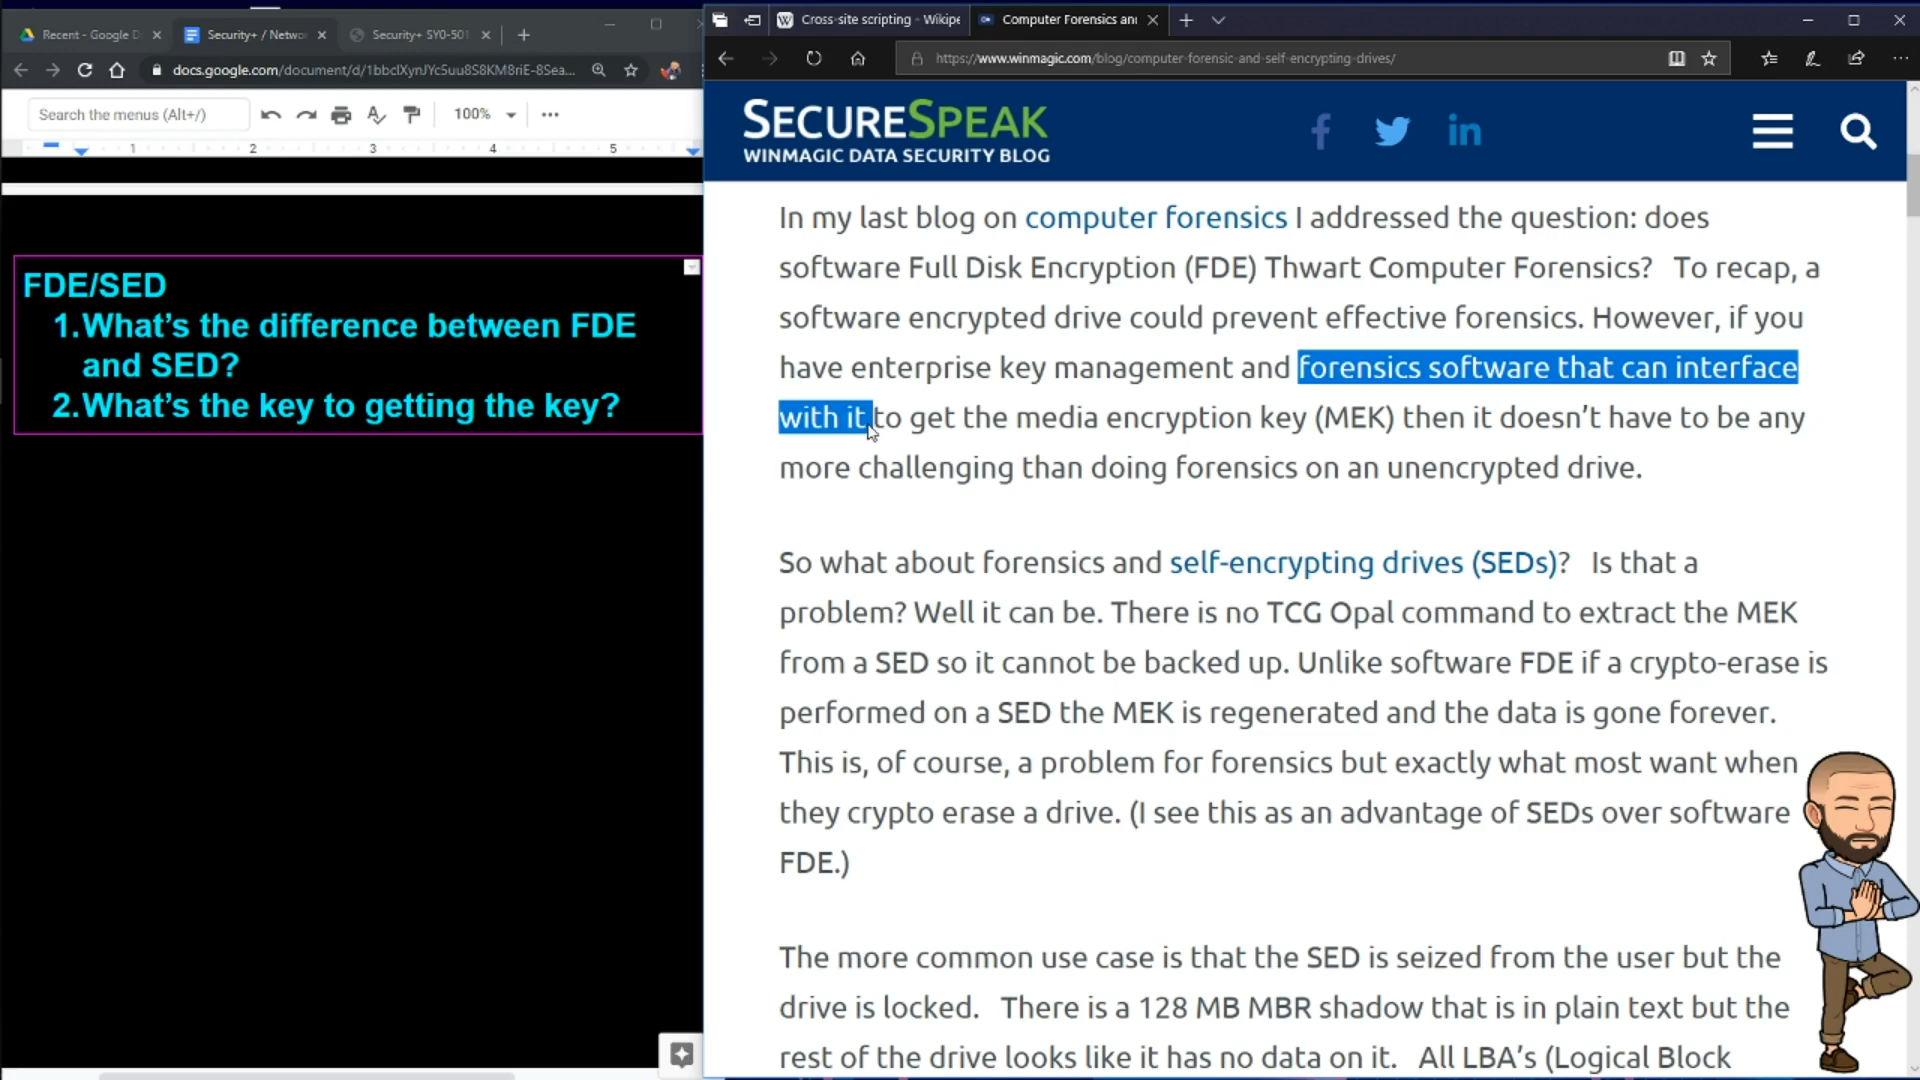 Recent - Google D
Security+ / Netwo
Security+ SY0-501
docs.google.com/document/d/1bbclXynJYc5uu8S8KM8riE-8Sea...
Search the menus (Alt+/)
100%
1 2 3 4 5
FDE/SED
1.What's the difference between FDE
and SED?
2.What's the key to getting the key?
Cross-site scripting - Wikipe
Computer Forensics an
https://www.winmagic.com/blog/computer-forensic-and-self-encrypting-drives/
SECURESPEAK
WINMAGIC DATA SECURITY BLOG
In my last blog on computer forensics I addressed the question: does
software Full Disk Encryption (FDE) Thwart Computer Forensics? To recap, a
software encrypted drive could prevent effective forensics. However, if you
have enterprise key management and forensics software that can interface
with it to get the media encryption key (MEK) then it doesn't have to be any
more challenging than doing forensics on an unencrypted drive.
So what about forensics and self-encrypting drives (SEDs)? Is that a
problem? Well it can be. There is no TCG Opal command to extract the MEK
from a SED so it cannot be backed up. Unlike software FDE if a crypto-erase is
performed on a SED the MEK is regenerated and the data is gone forever.
This is, of course, a problem for forensics but exactly what most want when
they crypto erase a drive. (I see this as an advantage of SEDs over software
FDE.)
The more common use case is that the SED is seized from the user but the
drive is locked. There is a 128 MB MBR shadow that is in plain text but the
rest of the drive looks like it has no data on it. All LBA's (Logical Block